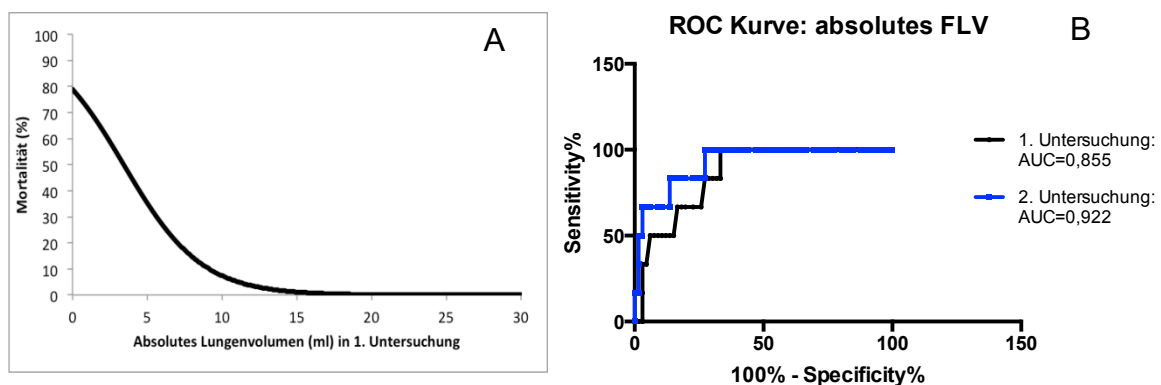 A
100
90
80
70
60
50
40
30
20
10
0
Mortalität (%)
0 5 10 15 20 25 30
Absolutes Lungenvolumen (ml) in 1. Untersuchung
ROC Kurve: absolutes FLV
B
150
100
50
0
Sensitivity%
0 50 100 150
100% - Specificity%
1. Untersuchung:
AUC=0,855
2. Untersuchung:
AUC=0,922